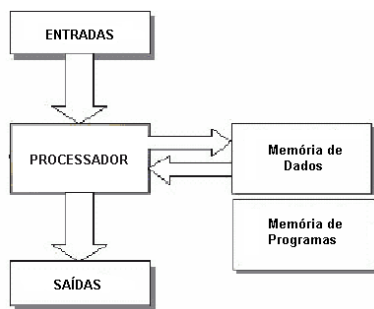 ENTRADAS
PROCESSADOR
Memória de
Dados
Memória de
Programas
SAÍDAS